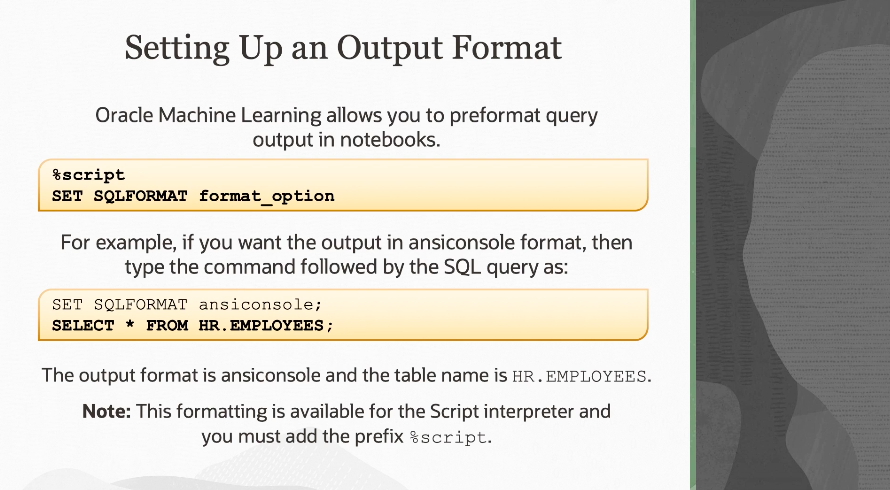 Setting Up an Output Format
Oracle Machine Learning allows you to preformat query
output in notebooks.
%script
SET SQLFORMAT format_option
For example, if you want the output in ansiconsole format, then
type the command followed by the SQL query as:
SET SQLFORMAT ansiconsole;
SELECT * FROM HR.EMPLOYEES;
The output format is ansiconsole and the table name is HR.EMPLOYEES.
Note: This formatting is available for the Script interpreter and
you must add the prefix %script.